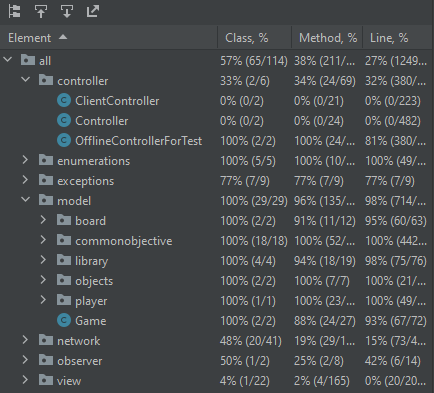 Element Class, % Method, % Line, %
all 57% (65/114) 38% (211/... 27% (1249...
controller 33% (2/6) 34% (24/69) 32% (380/...
ClientController 0% (0/2) 0% (0/21) 0% (0/223)
Controller 0% (0/2) 0% (0/24) 0% (0/482)
OfflineControllerForTest 100% (2/2) 100% (24/... 81% (380/...
enumerations 100% (5/5) 100% (10/... 100% (49/...
exceptions 77% (7/9) 77% (7/9) 77% (7/9)
model 100% (29/29) 96% (135/... 98% (714/...
board 100% (2/2) 91% (11/12) 95% (60/63)
commonobjective 100% (18/18) 100% (52/... 100% (442...
library 100% (4/4) 94% (18/19) 98% (75/76)
objects 100% (2/2) 100% (7/7) 100% (21/...
player 100% (1/1) 100% (23/... 100% (49/...
Game 100% (2/2) 88% (24/27) 93% (67/72)
network 48% (20/41) 19% (29/1... 15% (73/4...
observer 50% (1/2) 25% (2/8) 42% (6/14)
view 4% (1/22) 2% (4/165) 0% (20/20...